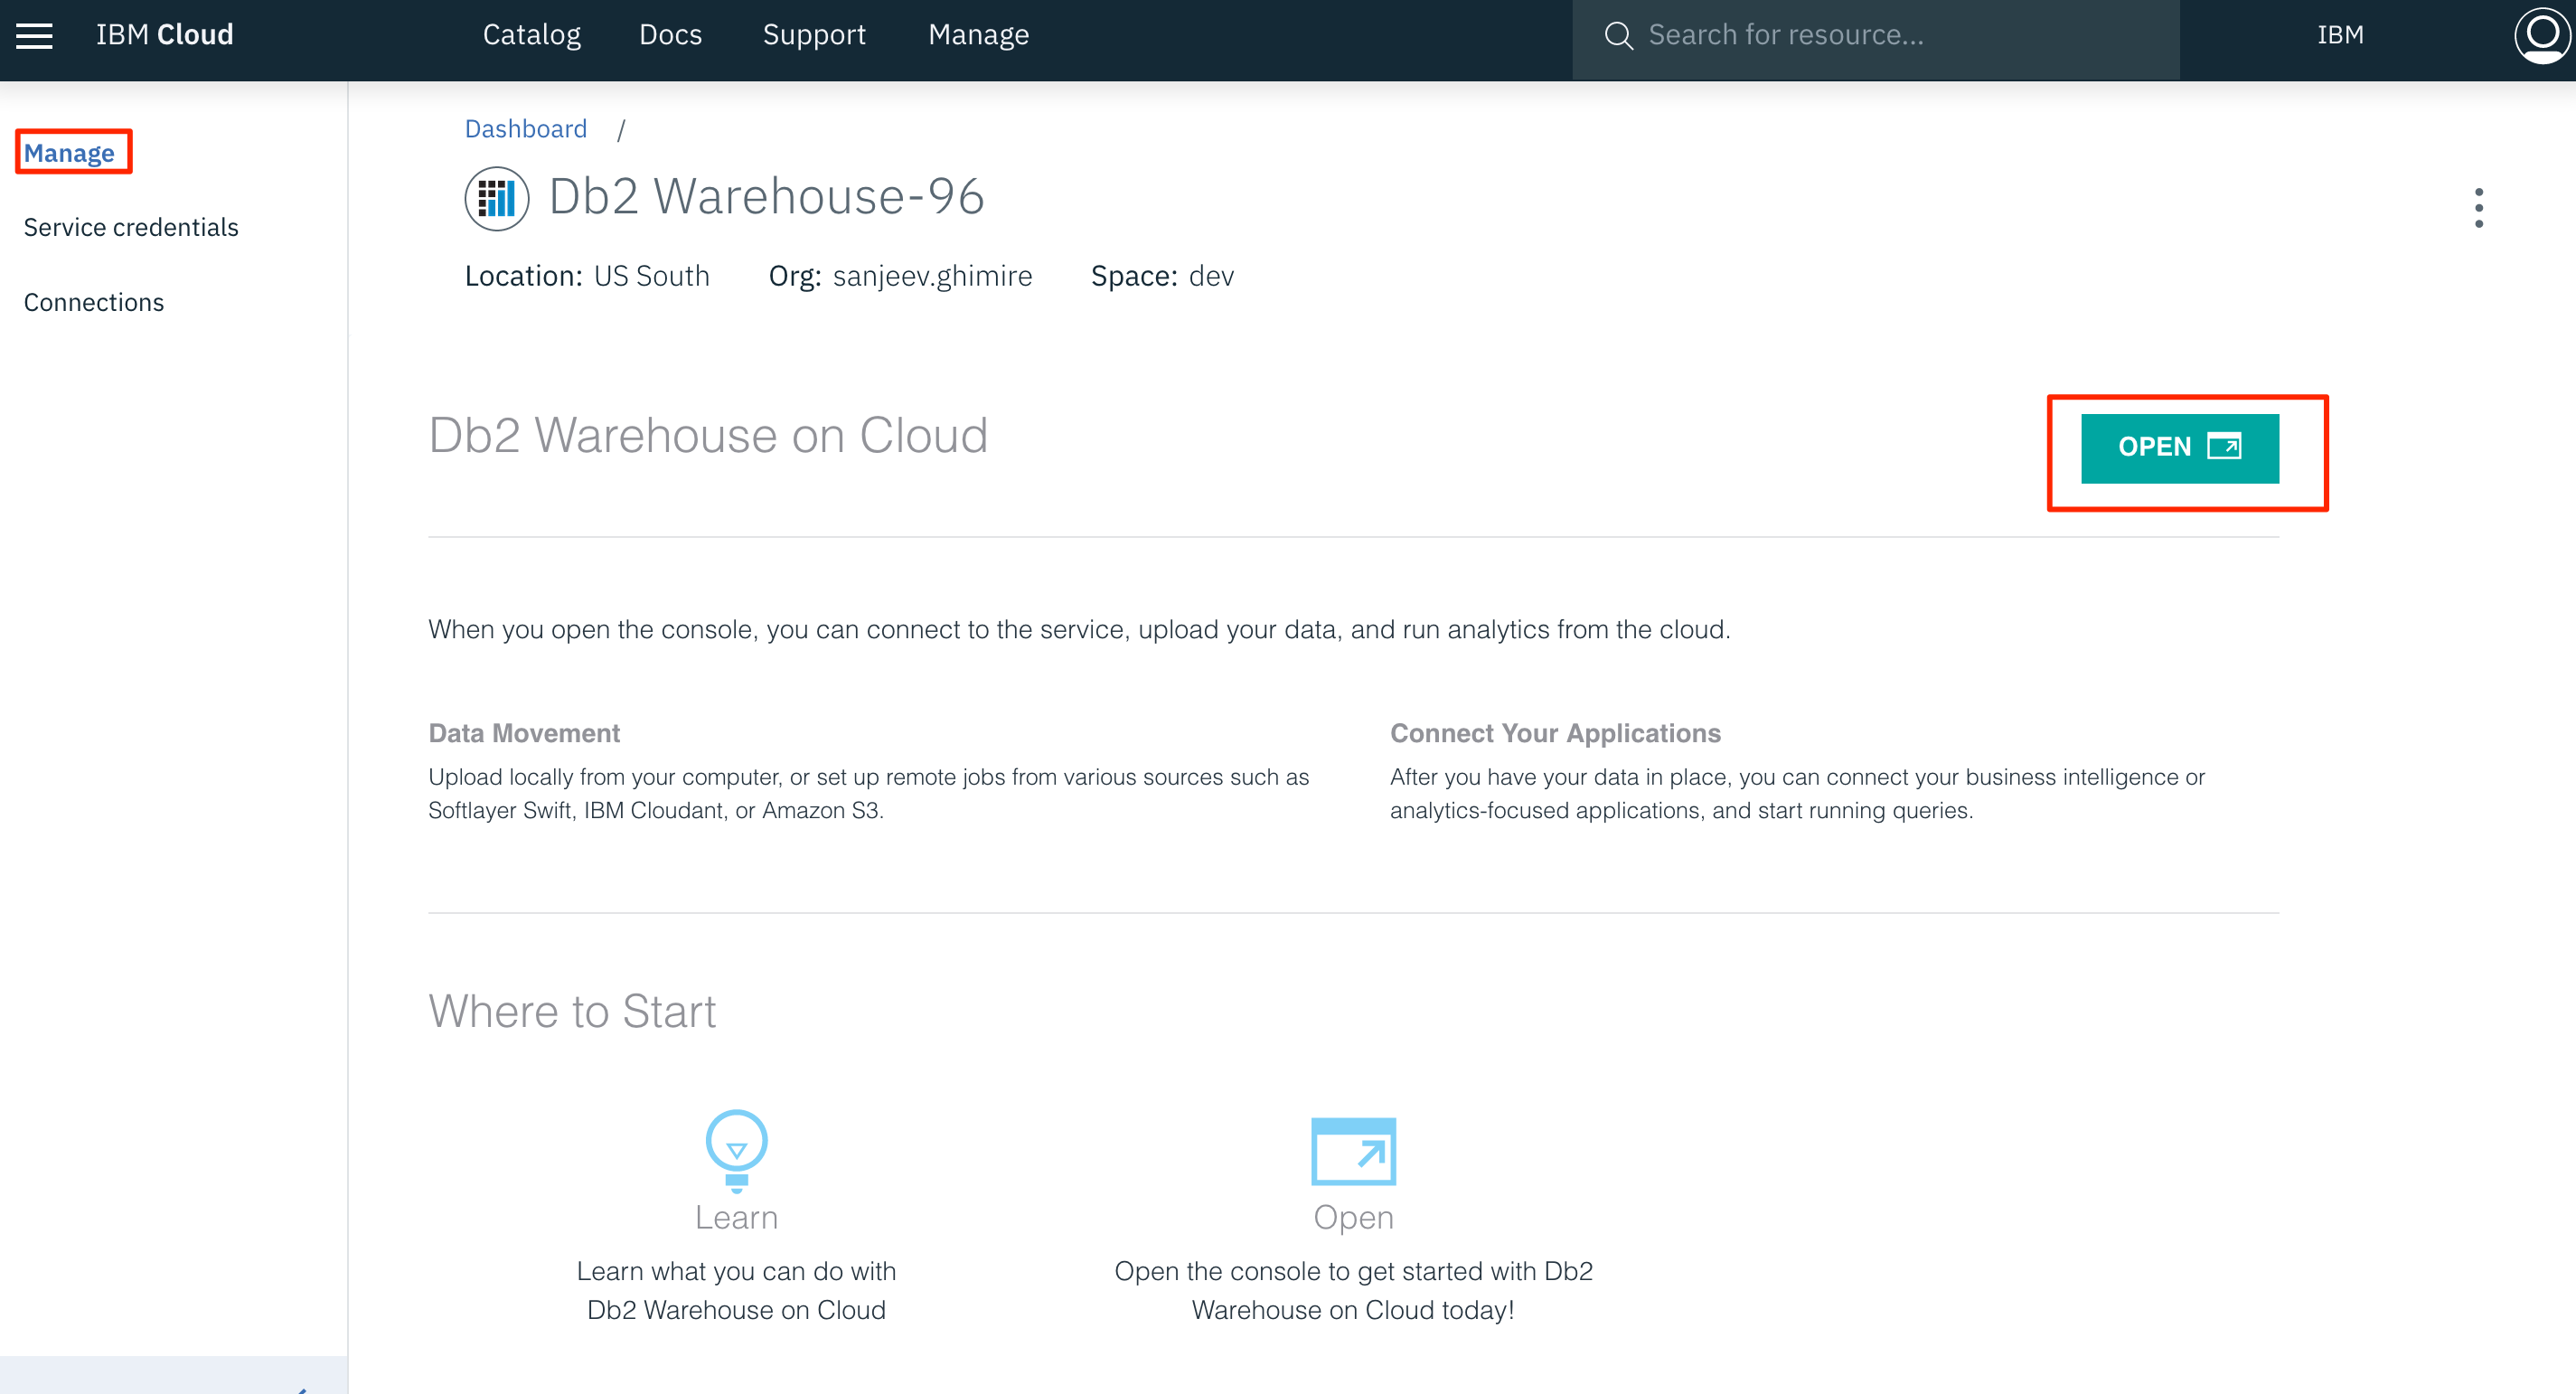 IBM Cloud Catalog Docs Support Manage Search for resource... IBM
Manage
Service credentials
Connections
Dashboard /
Db2 Warehouse-96
Location: US South Org: sanjeev.ghimire Space: dev
Db2 Warehouse on Cloud
OPEN
When you open the console, you can connect to the service, upload your data, and run analytics from the cloud.
Data Movement
Upload locally from your computer, or set up remote jobs from various sources such as
Softlayer Swift, IBM Cloudant, or Amazon S3.
Connect Your Applications
After you have your data in place, you can connect your business intelligence or
analytics-focused applications, and start running queries.
Where to Start
Learn
Learn what you can do with
Db2 Warehouse on Cloud
Open
Open the console to get started with Db2
Warehouse on Cloud today!